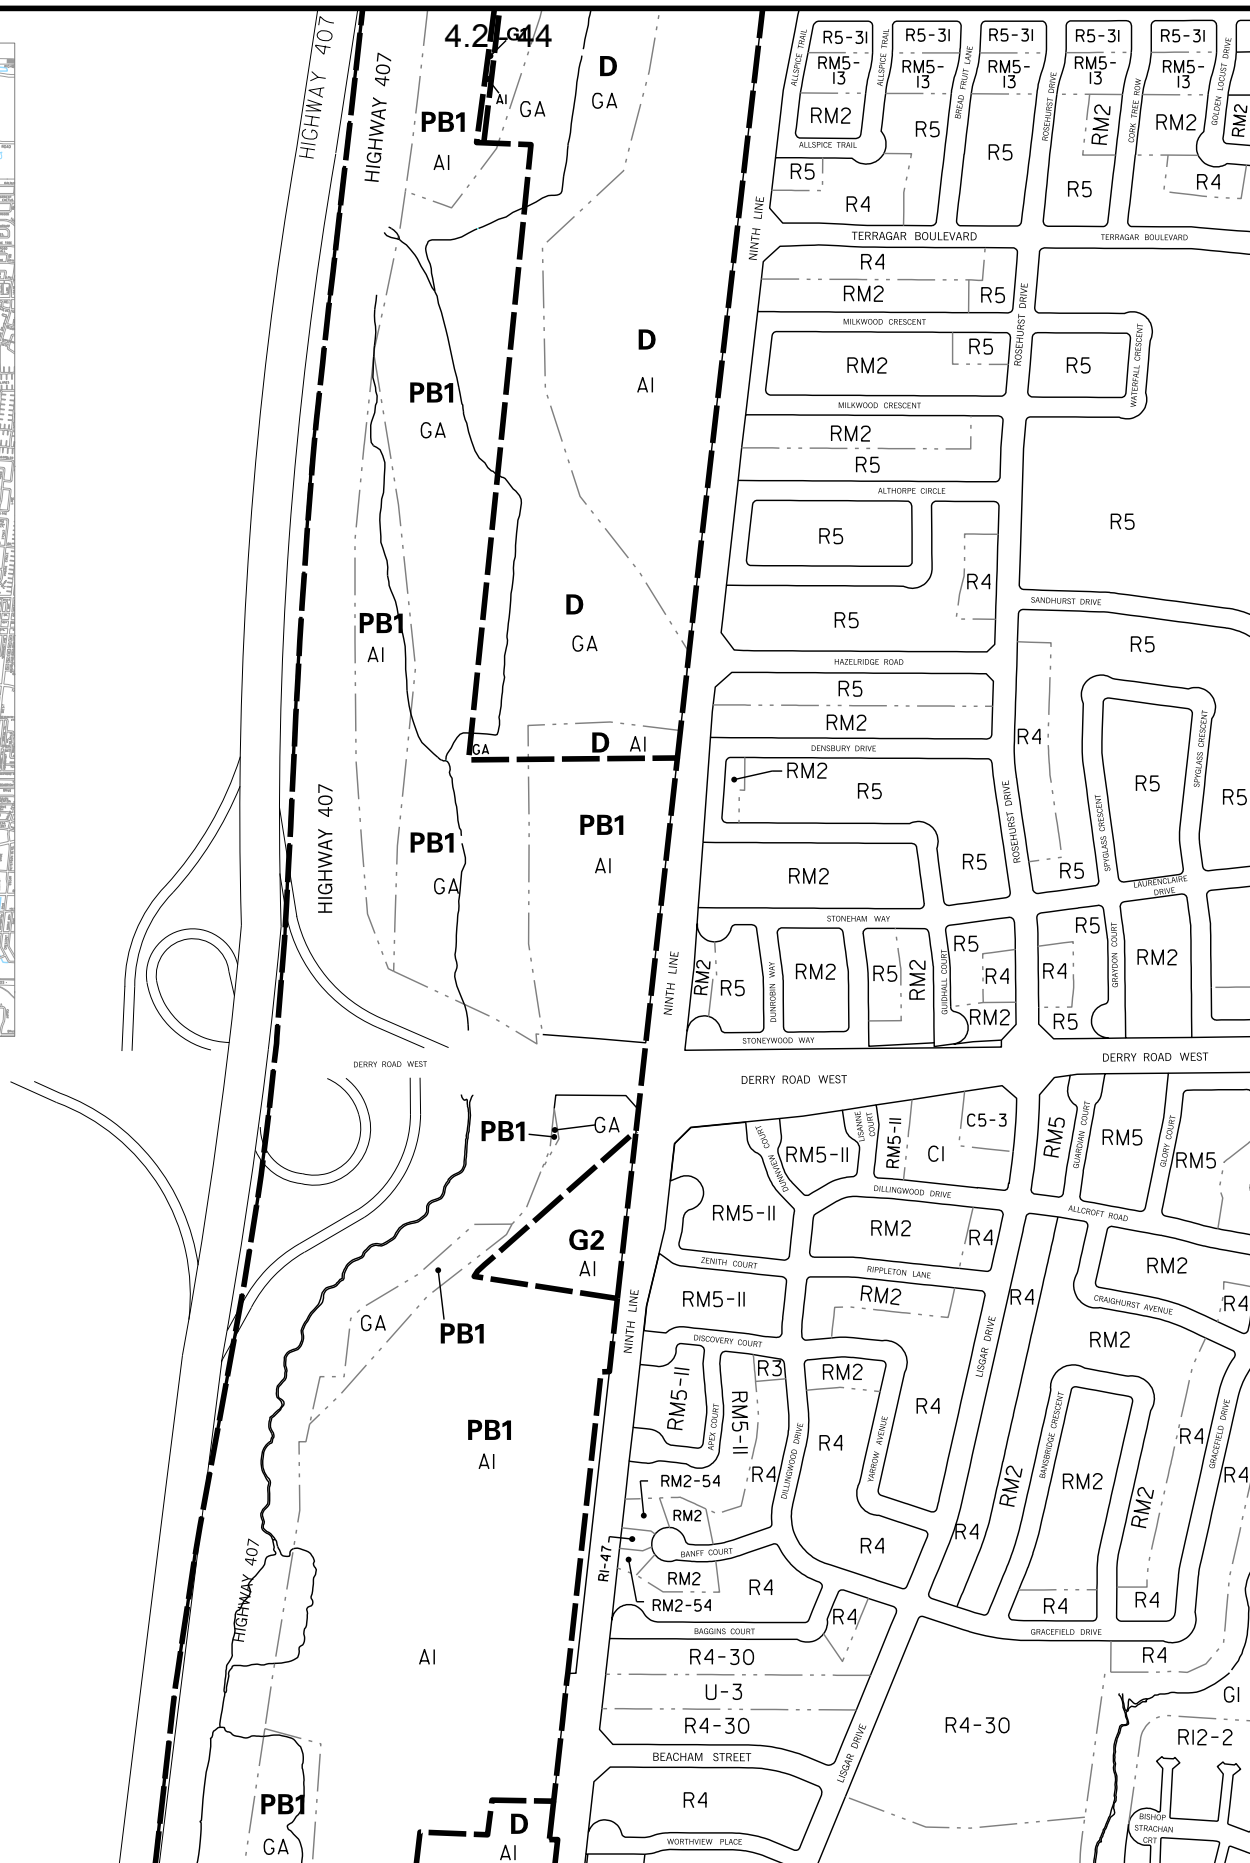 4.2 - 44
HIGHWAY 407
HIGHWAY 407
G2
AI
GA
D
GA
PB1
AI
D
AI
PB1
GA
PB1
AI
D
GA
GA
D
AI
HIGHWAY 407
PB1
GA
PB1
AI
NINTH LINE
NINTH LINE
NINTH LINE
ALLSPICE TRAIL
R5-31
RM5-
13
RM2
ALLSPICE TRAIL
ALLSPICE TRAIL
R5-31
RM5-
13
R5
BREAD FRUIT LANE
R5-31
RM5-
13
R5
ROSEHURST DRIVE
R5-31
RM5-
13
RM2
R5
CORK TREE ROW
R5-31
RM5-
13
RM2
GOLDEN LOCUST DRIVE
RM2
R4
R5
R4
TERRAGAR BOULEVARD
TERRAGAR BOULEVARD
R4
RM2
R5
MILKWOOD CRESCENT
ROSEHURST DRIVE
RM2
R5
R5
WATERFALL CRESCENT
MILKWOOD CRESCENT
RM2
R5
ALTHORPE CIRCLE
R5
R4
R5
R5
SANDHURST DRIVE
R5
HAZELRIDGE ROAD
R5
RM2
R4
DENSBURY DRIVE
RM2
R5
R5
ROSEHURST DRIVE
SPYGLASS CRESCENT
R5
SPYGLASS CRESCENT
R5
R5
LAURENCLAIRE
DRIVE
RM2
STONEHAM WAY
RM2
R5
DUNROBIN WAY
RM2
R5
RM2
GUIDHALL COURT
R5
R4
RM2
R4
R5
R5
GRAYDON COURT
RM2
STONEYWOOD WAY
DERRY ROAD WEST
DERRY ROAD WEST
DERRY ROAD WEST
PB1
GA
G2
AI
GA
PB1
PB1
AI
HIGHWAY 407
AI
PB1
GA
D
AI
DUNNVIEW COURT
RM5-11
LISANNE
COURT
RM5-11
C1
C5-3
RM5
GUARDIAN COURT
RM5
GLORY COURT
RM5
RM5-11
DILLINGWOOD DRIVE
RM2
R4
ALLCROFT ROAD
ZENITH COURT
RIPPLETON LANE
RM2
RM5-11
RM2
R4
CRAIGHURST AVENUE
R4
DISCOVERY COURT
RM2
RM5-11
APEX COURT
RM5-11
R3
RM2
R4
LISGAR DRIVE
R4
R4
DILLINGWOOD DRIVE
YARROW AVENUE
RM2
BANSBRIDGE CRESCENT
RM2
RM2
R4
GRACEFIELD DRIVE
R4
RM2-54
RM2
R1-47
BANFF COURT
RM2
RM2-54
R4
R4
R4
R4
R4
R4
BAGGINS COURT
GRACEFIELD DRIVE
R4-30
R4
U-3
G1
R4-30
R4-30
R12-2
BEACHAM STREET
LISGAR DRIVE
R4
WORTHVIEW PLACE
BISHOP
STRACHAN
CRT